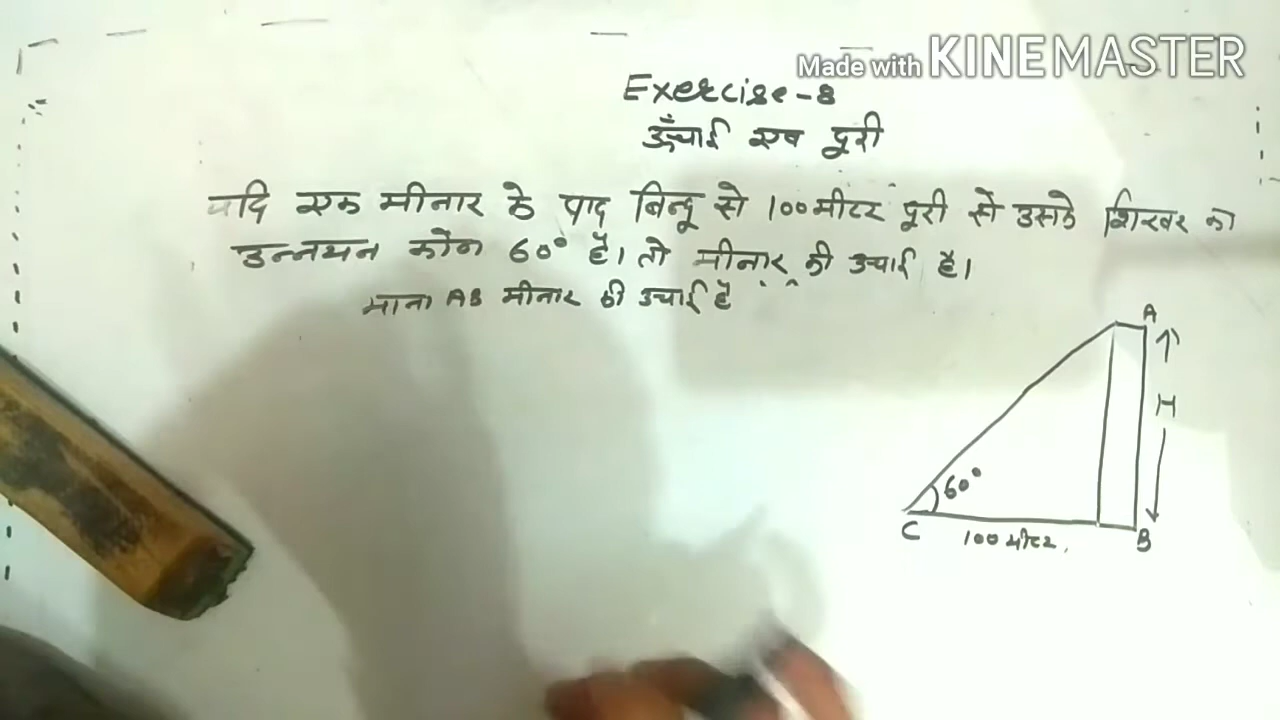 Made with KINEMASTER
Exercise-8
ऊँचाई एव दूरी
यदि एक मीनार के पाद बिन्दू से 100 मीटर दूरी से उसके शिखर का
उन्नयन कोण 60° है। तो मीनार की उचाई है।
माना AB मीनार की उचाई है
A
H
60°
C
100 मीटर
B